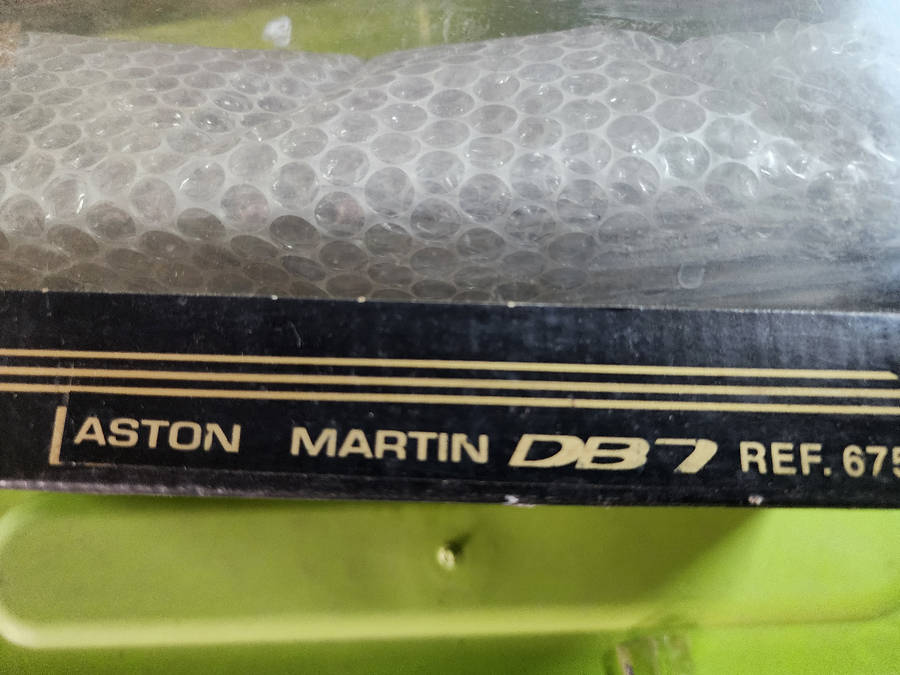 ASTON MARTIN DB7 REF. 675